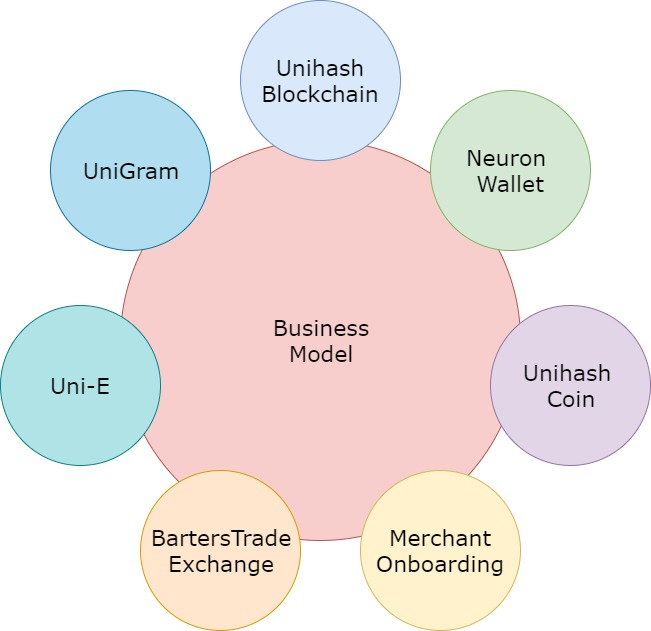 Unihash
Blockchain
UniGram
Neuron
Wallet
Business
Model
Uni-E
Unihash
Coin
BartersTrade
Exchange
Merchant
Onboarding